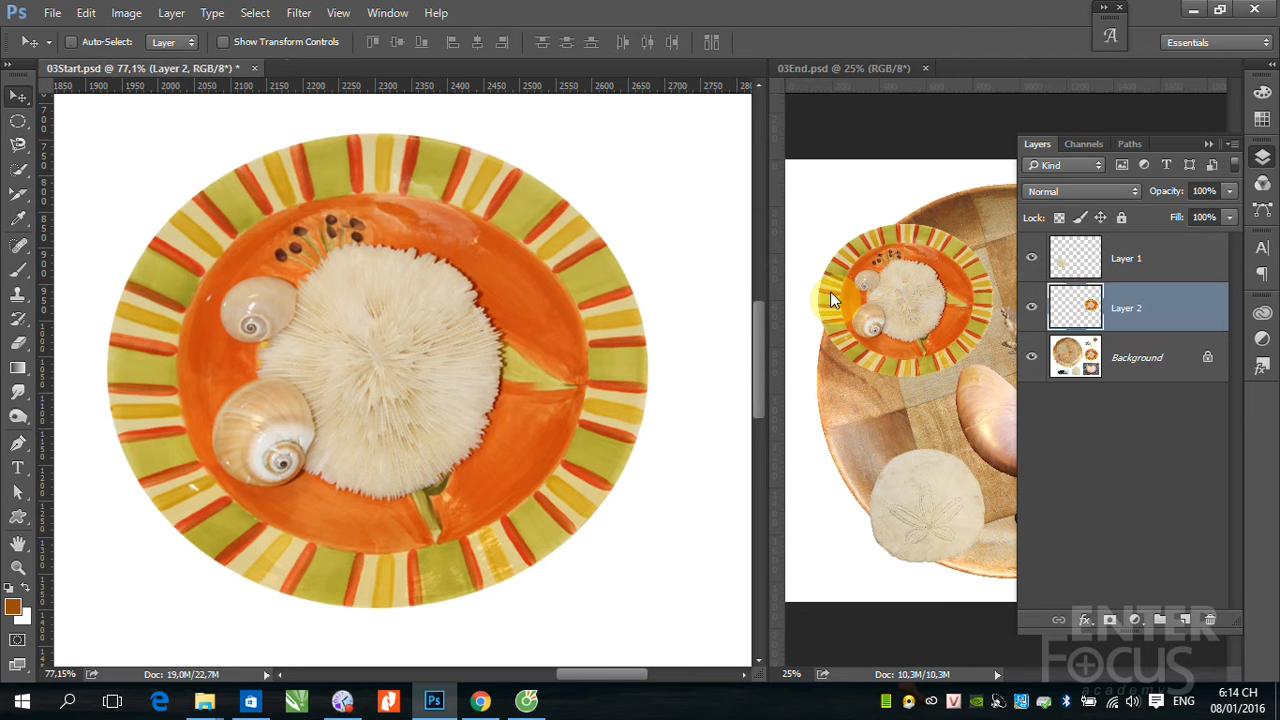 Ps File Edit Image Layer Type Select Filter 3D View Window Help
Auto-Select: Layer Show Transform Controls Essentials
03Start.psd @ 77,1% (Layer 2, RGB/8*) * ×
03End.psd @ 25% (RGB/8*) ×
1850 1900 1950 2000 2050 2100 2150 2200 2250 2300 2350 2400 2450 2500 2550 2600 2650 2700 2750
Layers Channels Paths
Kind
Normal Opacity: 100%
Lock: Fill: 100%
Layer 1
Layer 2
Background
fx
77,15% Doc: 19,0M/22,7M
25% Doc: 10,3M/10,3M
ENTER
FOCUS
academy
ENG
6:14 CH
08/01/2016